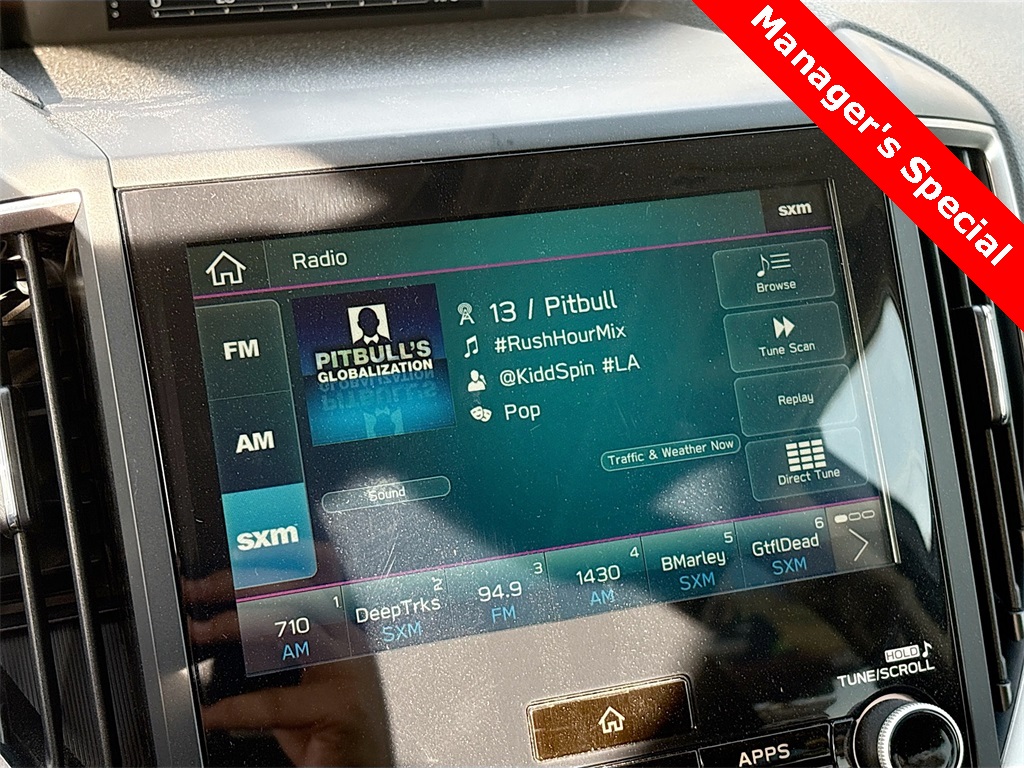 Manager's Special
sxm
Radio
Browse
FM
PITBULL'S
GLOBALIZATION
13 / Pitbull
#RushHourMix
@KiddSpin #LA
Pop
Tune Scan
Replay
AM
Traffic & Weather Now
Direct Tune
Sound
sxm
1
710
AM
2
DeepTrks
SXM
3
94.9
FM
4
1430
AM
5
BMarley
SXM
6
GtflDead
SXM
HOLD
TUNE/SCROLL
APPS